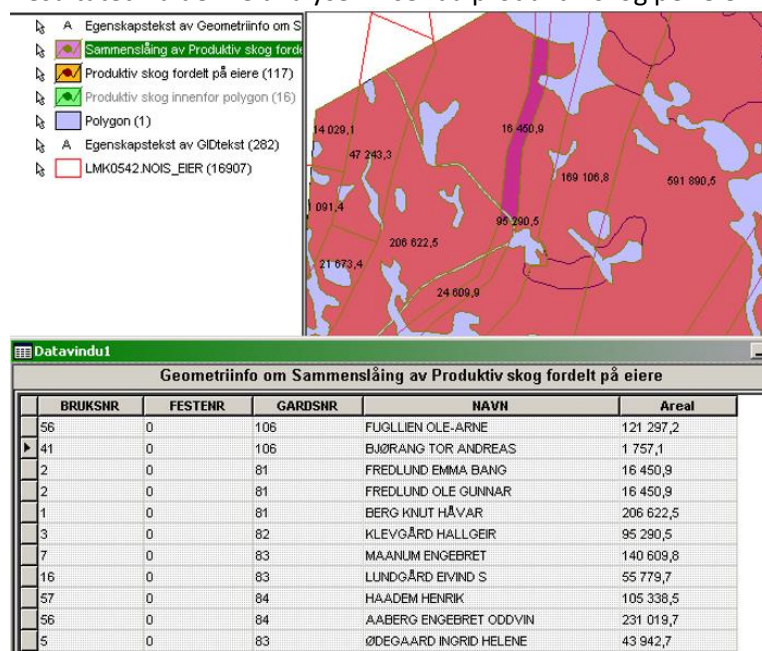 A Egenskapstekst av Geometriinfo om S
Sammenslåing av Produktiv skog forde
Produktiv skog fordelt på eiere (117)
Produktiv skog innenfor polygon (16)
Polygon (1)
A Egenskapstekst av GIDtekst (282)
LMK0542.NOIS_EIER (16907)
14 029,1
16 450,9
47 243,3
169 106,8
591 890,5
091,4
95 290,5
206 622,5
21 673,4
24 609,9
Datavindu1
Geometriinfo om Sammenslåing av Produktiv skog fordelt på eiere
BRUKSNR FESTENR GARDSNR NAVN Areal
56 0 106 FUGLLIEN OLE-ARNE 121 297,2
41 0 106 BJØRANG TOR ANDREAS 1 757,1
2 0 81 FREDLUND EMMA BANG 16 450,9
2 0 81 FREDLUND OLE GUNNAR 16 450,9
1 0 81 BERG KNUT HÅVAR 206 622,5
3 0 82 KLEVGÅRD HALLGEIR 95 290,5
7 0 83 MAANUM ENGEBRET 140 609,8
16 0 83 LUNDGÅRD EIVIND S 55 779,7
57 0 84 HAADEM HENRIK 105 338,5
56 0 84 AABERG ENGEBRET ODDVIN 231 019,7
5 0 83 ØDEGAARD INGRID HELENE 43 942,7